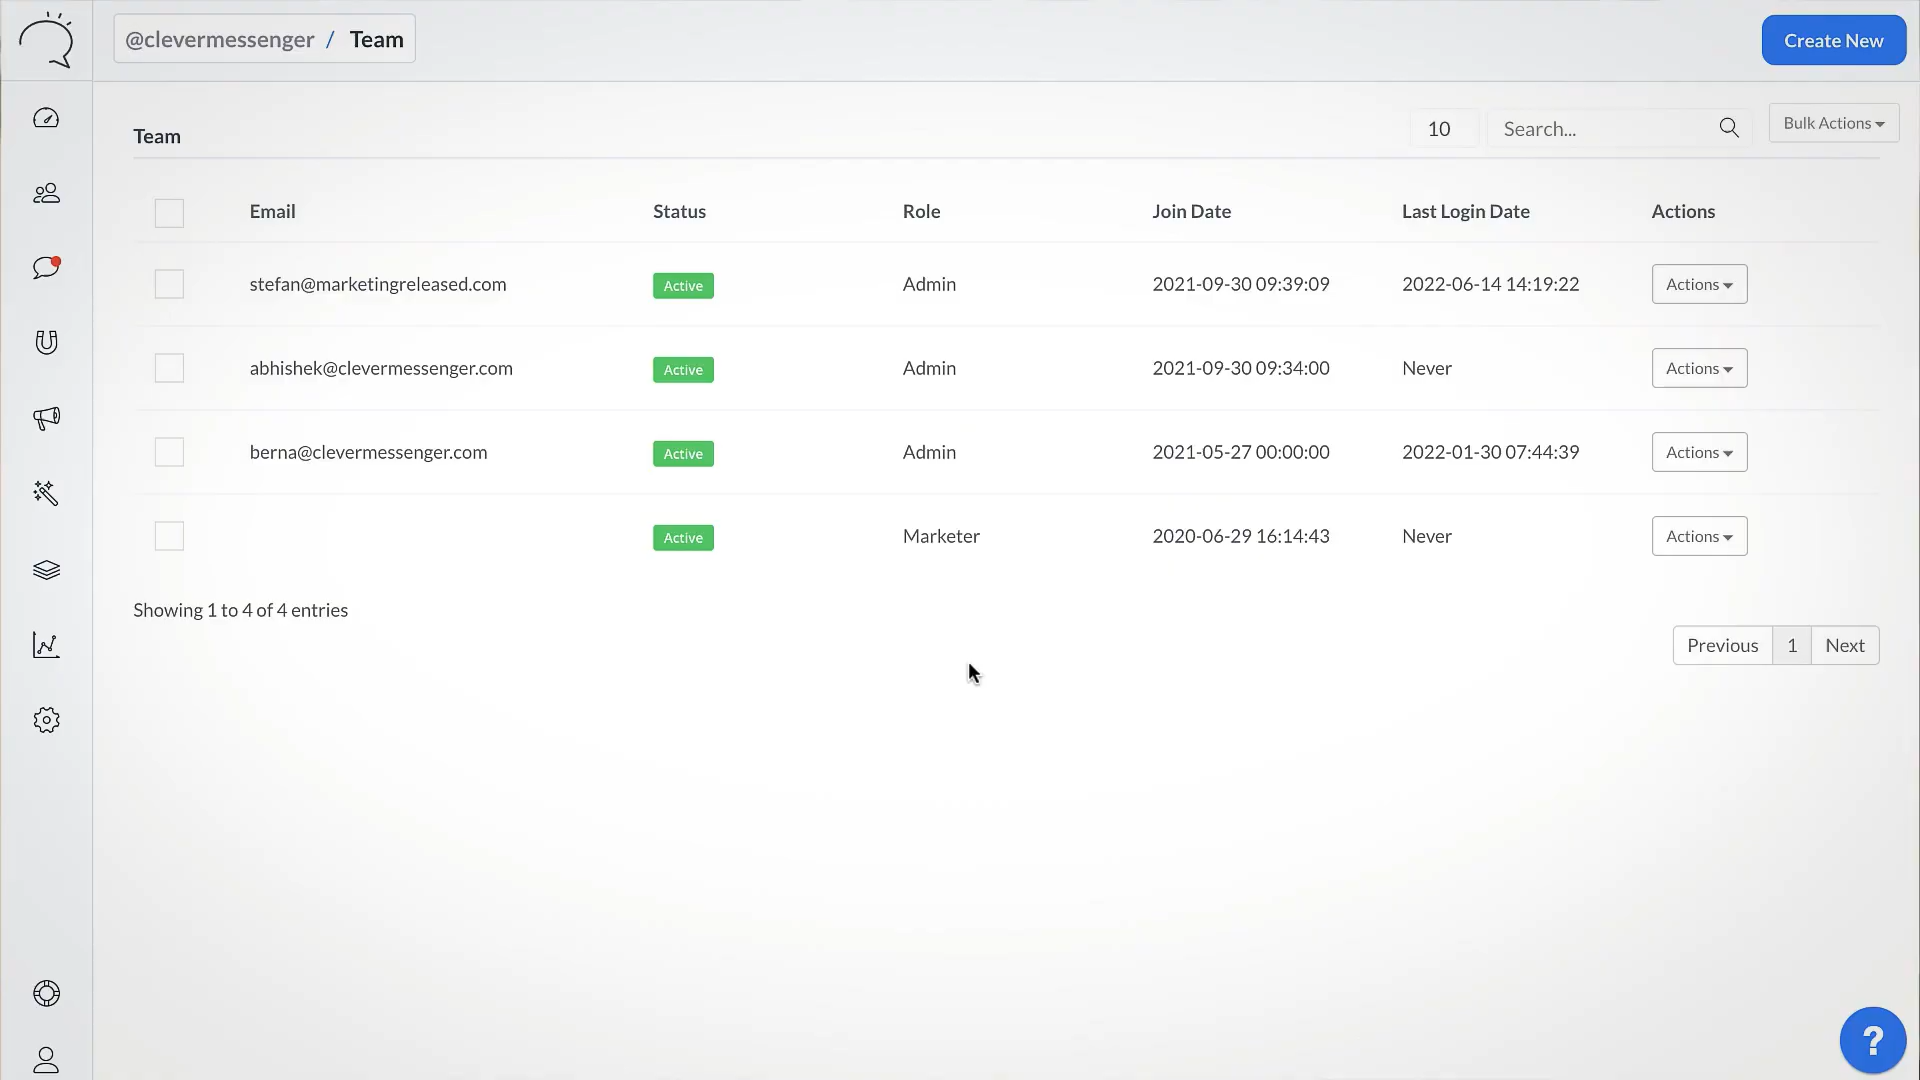 @clevermessenger / Team
Create New
Team
10
Search...
Bulk Actions
Email Status Role Join Date Last Login Date Actions
stefan@marketingreleased.com Active Admin 2021-09-30 09:39:09 2022-06-14 14:19:22 Actions
abhishek@clevermessenger.com Active Admin 2021-09-30 09:34:00 Never Actions
berna@clevermessenger.com Active Admin 2021-05-27 00:00:00 2022-01-30 07:44:39 Actions
Active Marketer 2020-06-29 16:14:43 Never Actions
Showing 1 to 4 of 4 entries
Previous 1 Next
?